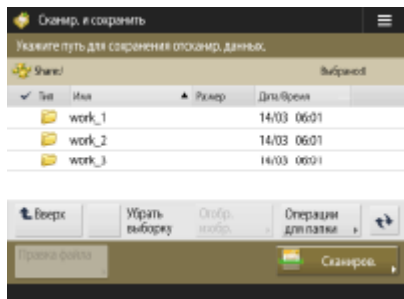 Сканир. и сохранить
Укажите путь для сохранения отсканир. данных.
Share:/ Выбрано:0
✓ Тип Имя ▲ Размер Дата/Время
work_1 14/03 06:01
work_2 14/03 06:01
work_3 14/03 06:01
Вверх
Убрать выборку
Отобр. изобр.
Операции для папки
Правка файла
Сканиров.